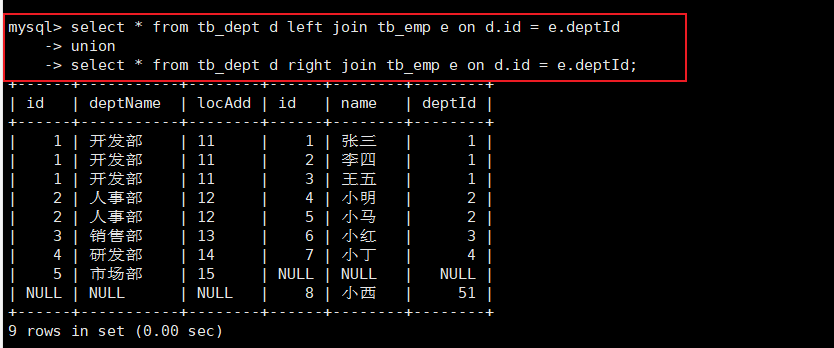 mysql> select * from tb_dept d left join tb_emp e on d.id = e.deptId
    -> union
    -> select * from tb_dept d right join tb_emp e on d.id = e.deptId;
+------+-----------+--------+------+--------+--------+
| id   | deptName  | locAdd | id   | name   | deptId |
+------+-----------+--------+------+--------+--------+
|    1 | 开发部    | 11     |    1 | 张三   |      1 |
|    1 | 开发部    | 11     |    2 | 李四   |      1 |
|    1 | 开发部    | 11     |    3 | 王五   |      1 |
|    2 | 人事部    | 12     |    4 | 小明   |      2 |
|    2 | 人事部    | 12     |    5 | 小马   |      2 |
|    3 | 销售部    | 13     |    6 | 小红   |      3 |
|    4 | 研发部    | 14     |    7 | 小丁   |      4 |
|    5 | 市场部    | 15     | NULL | NULL   |   NULL |
| NULL | NULL      | NULL   |    8 | 小西   |     51 |
+------+-----------+--------+------+--------+--------+
9 rows in set (0.00 sec)